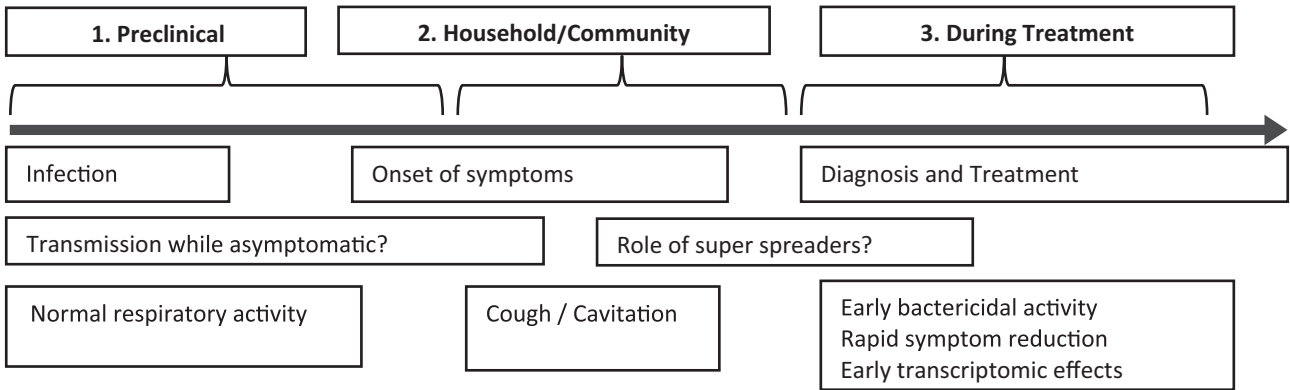 1. Preclinical
2. Household/Community
3. During Treatment
Infection
Onset of symptoms
Diagnosis and Treatment
Transmission while asymptomatic?
Role of super spreaders?
Normal respiratory activity
Cough / Cavitation
Early bactericidal activity
Rapid symptom reduction
Early transcriptomic effects